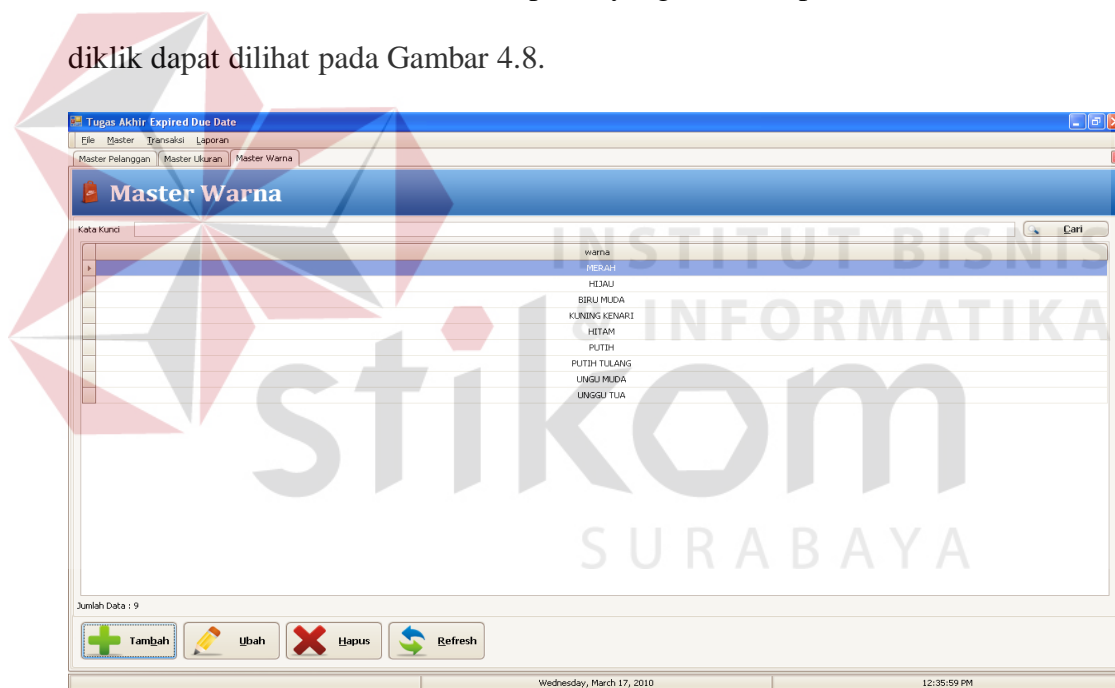 diklik dapat dilihat pada Gambar 4.8.
Tugas Akhir Expired Due Date
File Master Transaksi Laporan
Master Pelanggan Master Ukuran Master Warna
Master Warna
Kata Kunci Cari
warna
MERAH
HIJAU
BIRU MUDA
KUNING KENARI
HITAM
PUTIH
PUTIH TULANG
UNGU MUDA
UNGGU TUA
Jumlah Data : 9
Tambah Ubah Hapus Refresh
Wednesday, March 17, 2010 12:35:59 PM
INSTITUT BISNIS
& INFORMATIKA
stikom
SURABAYA